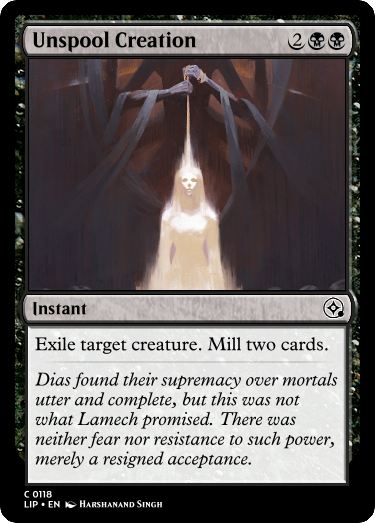 Unspool Creation 2
Instant
Exile target creature. Mill two cards.
Dias found their supremacy over mortals
utter and complete, but this was not
what Lamech promised. There was
neither fear nor resistance to such power,
merely a resigned acceptance.
C 0118
LIP • EN Harshanand Singh